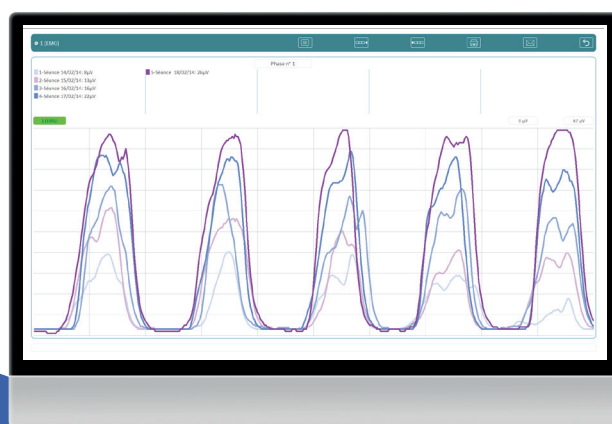 1 (EMG)
Phase n° 1
1-Séance 14/02/14: 8µV
2-Séance 15/02/14: 13µV
3-Séance 16/02/14: 16µV
4-Séance 17/02/14: 22µV
5-Séance 18/02/14: 26µV
1(EMG)
0 µV
47 µV